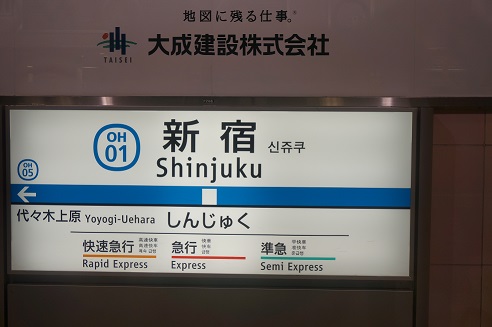 地図に残る仕事。®
TAISEI
大成建設株式会社
OH
01
新宿
신쥬쿠
Shinjuku
OH
05
代々木上原 Yoyogi-Uehara
しんじゅく
快速急行
Rapid Express
急行
Express
準急
Semi Express